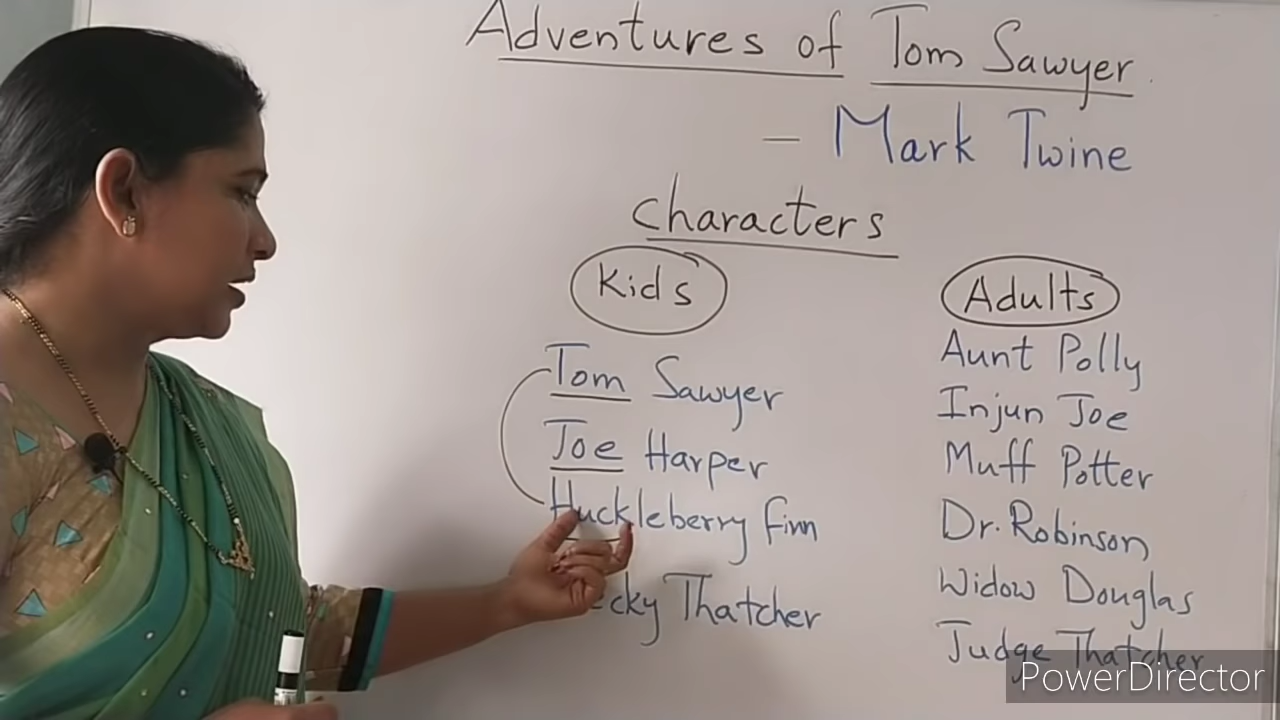 Adventures of Tom Sawyer
- Mark Twine
Characters
Kids
Tom Sawyer
Joe Harper
Huckleberry Finn
Thatcher
Adults
Aunt Polly
Injun Joe
Muff Potter
Dr. Robinson
Widow Douglas
Judge Thatcher
PowerDirector